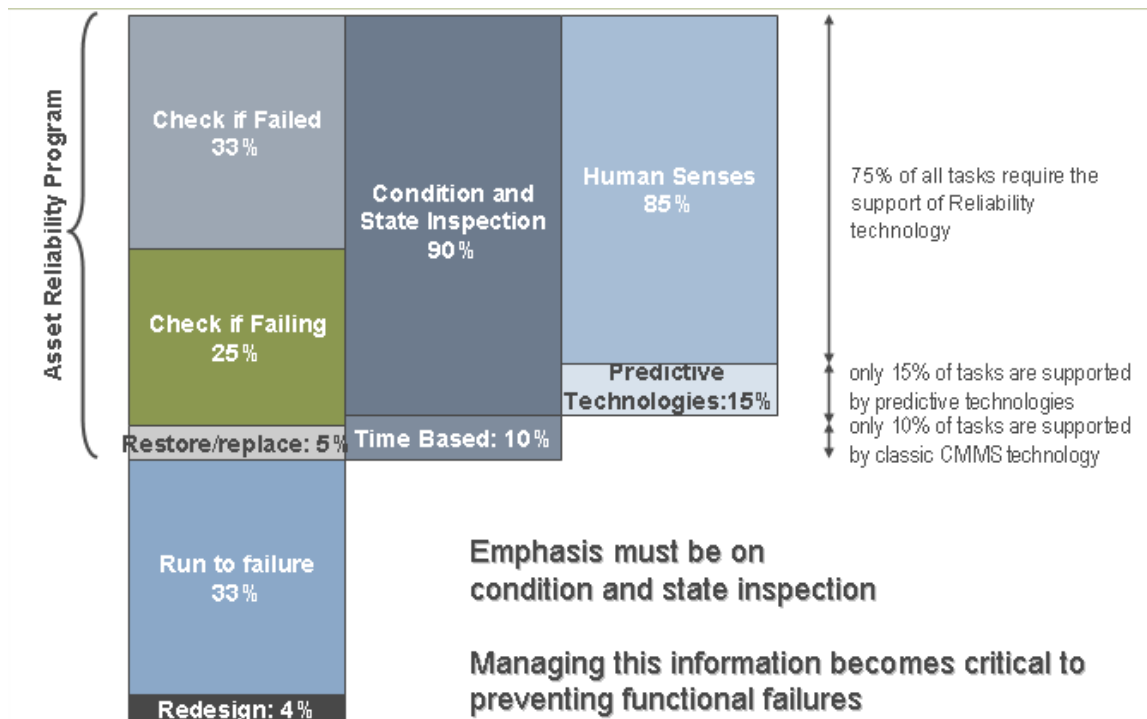 Asset Reliability Program
Check if Failed
33%
Check if Failing
25%
Restore/replace: 5%
Run to failure
33%
Redesign: 4%
Condition and
State Inspection
90%
Time Based: 10%
Human Senses
85%
Predictive
Technologies:15%
75% of all tasks require the
support of Reliability
technology
only 15% of tasks are supported
by predictive technologies
only 10% of tasks are supported
by classic CMMS technology
Emphasis must be on
condition and state inspection
Managing this information becomes critical to
preventing functional failures